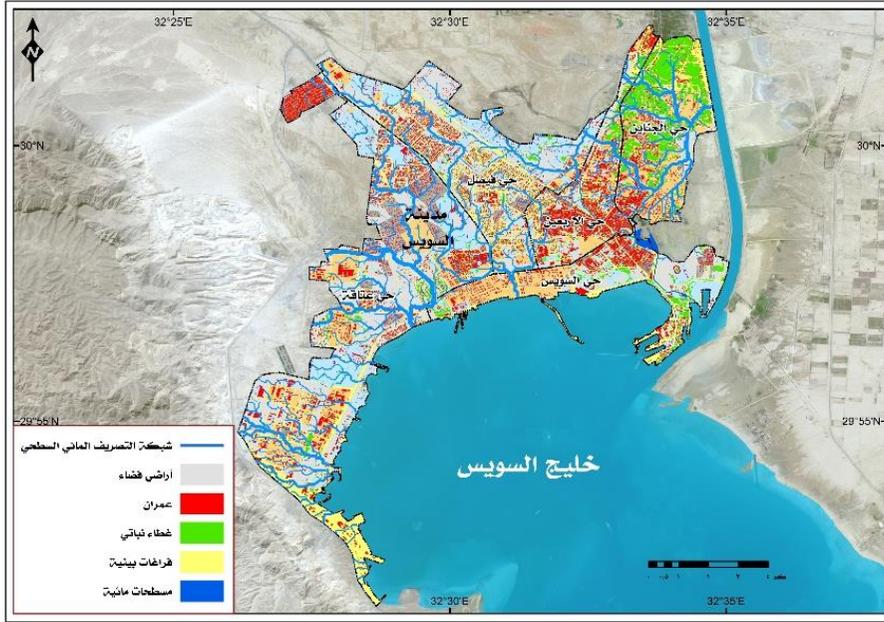 32°25'E
32°30'E
32°35'E
N
30°N
30°N
حي الجناين
حي فيصل
مدينة
السويس
حي الأربعين
حي السويس
حي عتاقة
29°55'N
29°55'N
خليج السويس
شبكة التصريف المائي السطحي
أراضي فضاء
عمران
غطاء نباتي
فراغات بينية
مسطحات مائية
كم
32°30'E
32°35'E